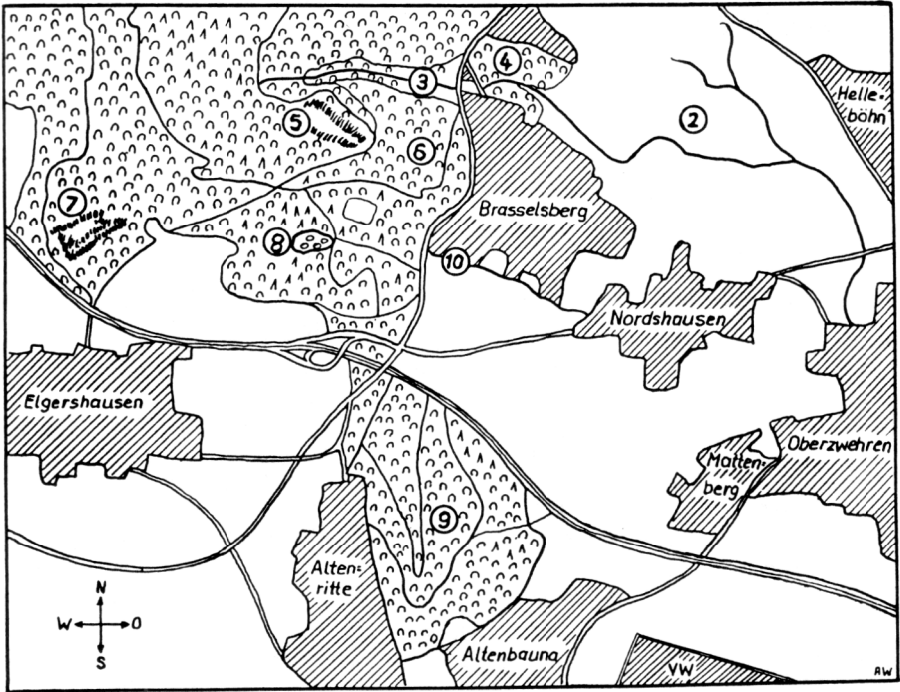 4
3
Helle-
böhn
5
2
6
7
Brasselsberg
8
10
Nordshausen
Elgershausen
Oberzwehren
Matten-
berg
9
Alten-
ritte
N
W O
S
Altenbauna
VW
AW